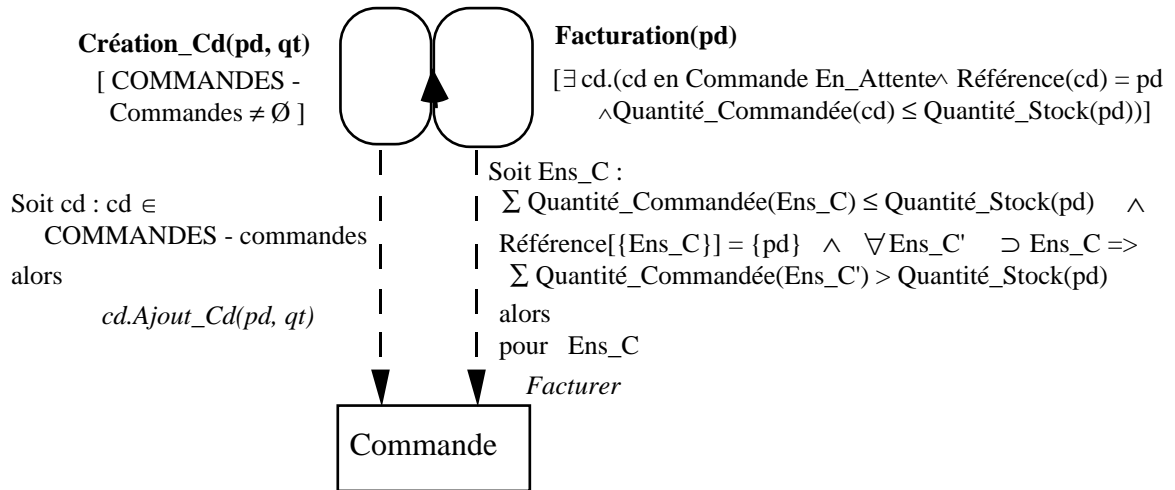 Création_Cd(pd, qt)
[ COMMANDES -
Commandes ≠ Ø ]
Facturation(pd)
[∃ cd.(cd en Commande En_Attente∧ Référence(cd) = pd
∧Quantité_Commandée(cd) ≤ Quantité_Stock(pd))]
Soit cd : cd ∈
COMMANDES - commandes
alors
cd.Ajout_Cd(pd, qt)
Soit Ens_C :
∑ Quantité_Commandée(Ens_C) ≤ Quantité_Stock(pd) ∧
Référence[{Ens_C}] = {pd} ∧ ∀Ens_C' ⊃ Ens_C =>
∑ Quantité_Commandée(Ens_C') > Quantité_Stock(pd)
alors
pour Ens_C
Facturer
Commande